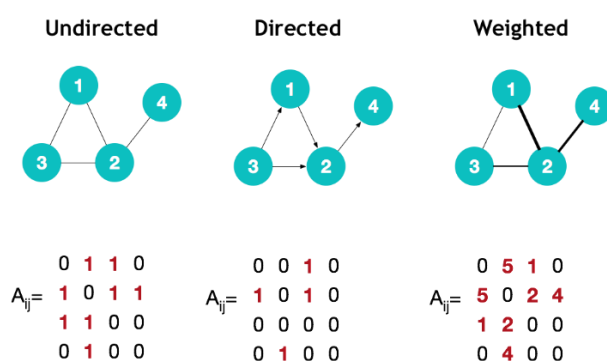 Undirected Directed Weighted
1 4 3 2
1 4 3 2
1 4 3 2
0 1 1 0
Aij= 1 0 1 1
1 1 0 0
0 1 0 0
0 0 1 0
Aij= 1 0 1 0
0 0 0 0
0 1 0 0
0 5 1 0
Aij= 5 0 2 4
1 2 0 0
0 4 0 0